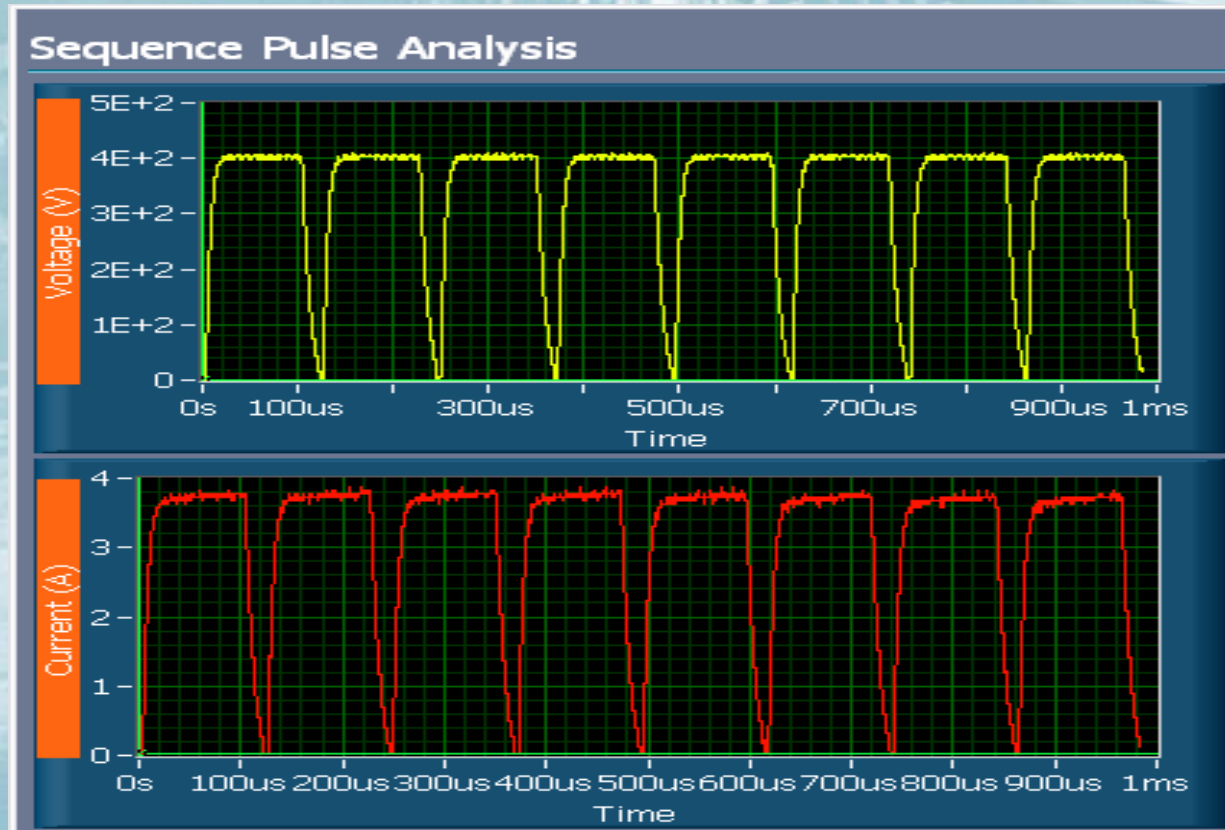 Sequence Pulse Analysis
Voltage (V)
5E+2
4E+2
3E+2
2E+2
1E+2
0
0s 100us 300us 500us 700us 900us 1ms
Time
Current (A)
4
3
2
1
0
0s 100us 200us 300us 400us 500us 600us 700us 800us 900us 1ms
Time